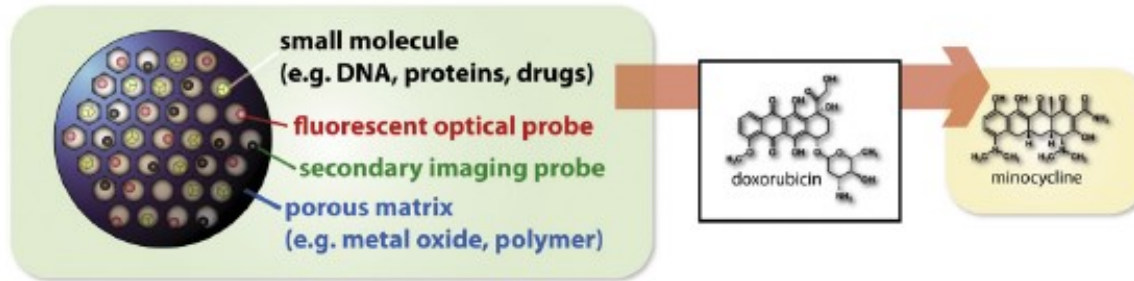 small molecule
(e.g. DNA, proteins, drugs)
fluorescent optical probe
secondary imaging probe
porous matrix
(e.g. metal oxide, polymer)
doxorubicin
minocycline